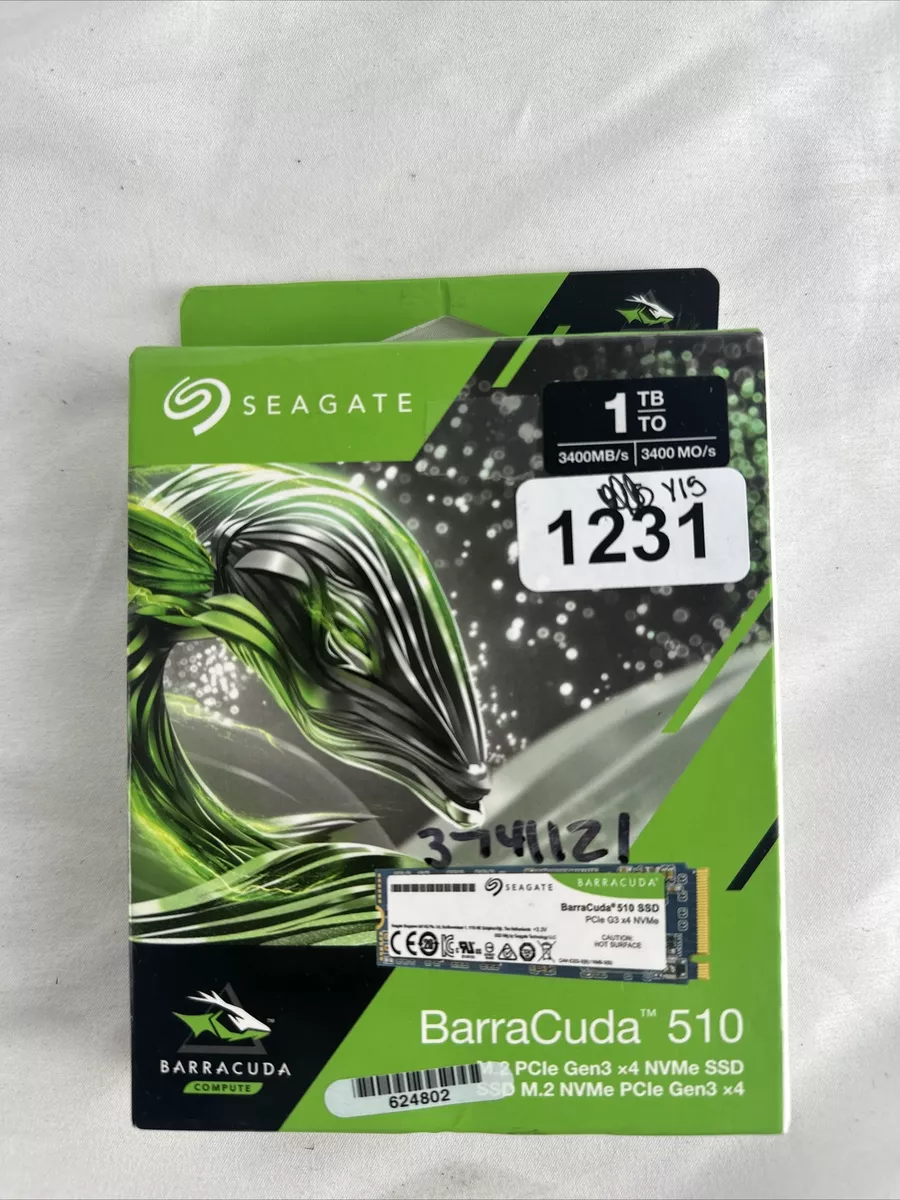 SEAGATE
1 TB
TO
3400MB/s 3400 MO/s
Y15
1231
3741121
SEAGATE BARRACUDA
BarraCuda® 510 SSD
PCIe G3 x4 NVMe
CAUTION:
HOT SURFACE
BarraCuda™ 510
M.2 PCIe Gen3 ×4 NVMe SSD
SSD M.2 NVMe PCIe Gen3 ×4
BARRACUDA
COMPUTE
624802